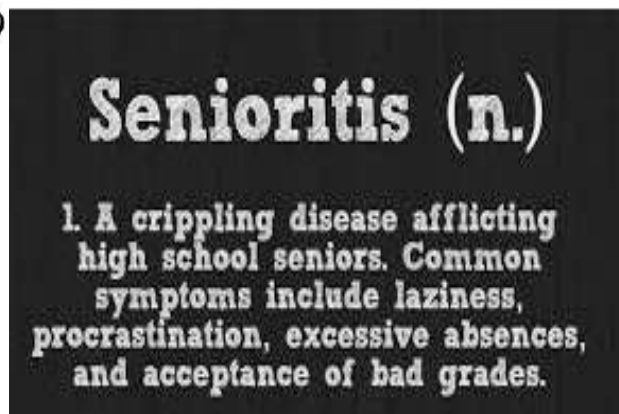 Senioritis (n.)
1. A crippling disease afflicting
high school seniors. Common
symptoms include laziness,
procrastination, excessive absences,
and acceptance of bad grades.